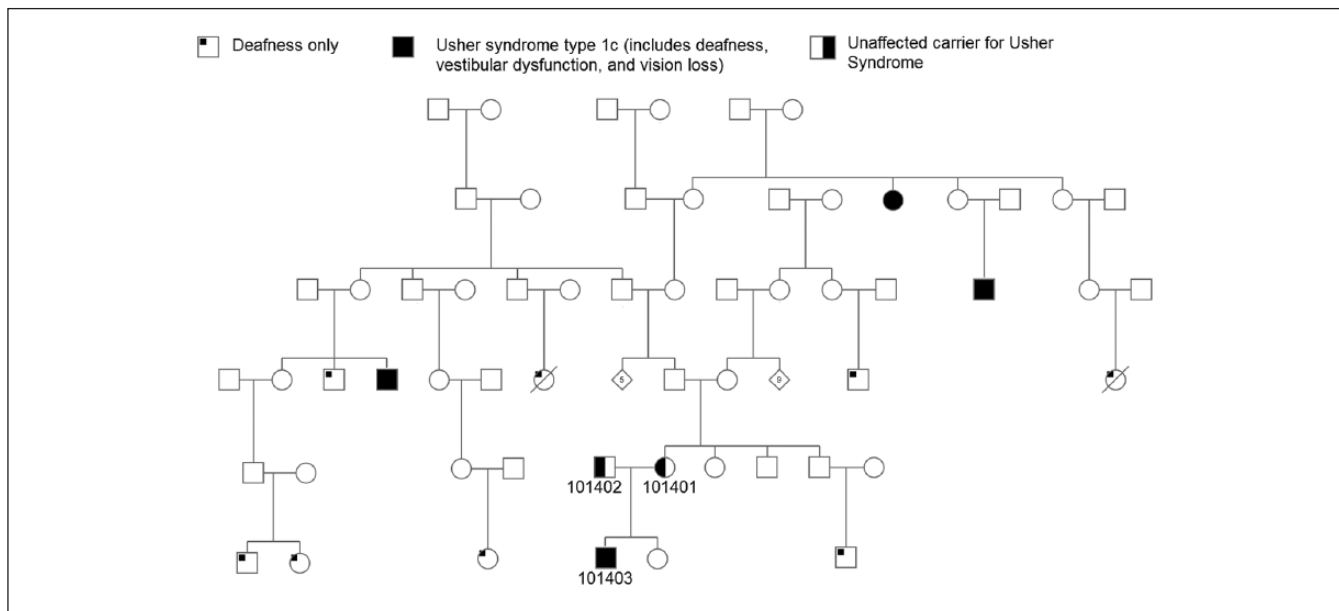 Deafness only
Usher syndrome type 1c (includes deafness,
vestibular dysfunction, and vision loss)
Unaffected carrier for Usher
Syndrome
5
9
101402
101401
101403